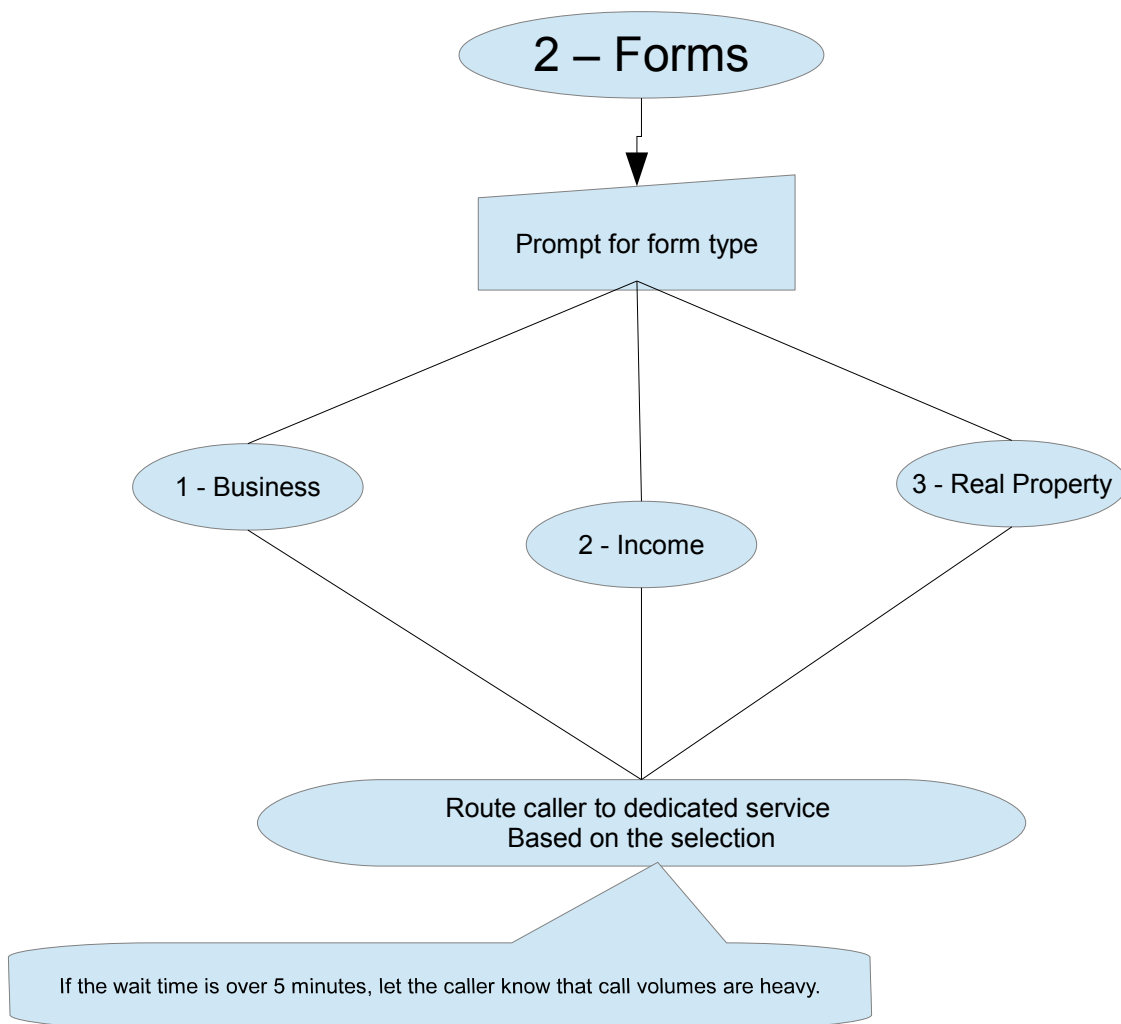 2 – Forms
Prompt for form type
1 - Business
2 - Income
3 - Real Property
Route caller to dedicated service
Based on the selection
If the wait time is over 5 minutes, let the caller know that call volumes are heavy.